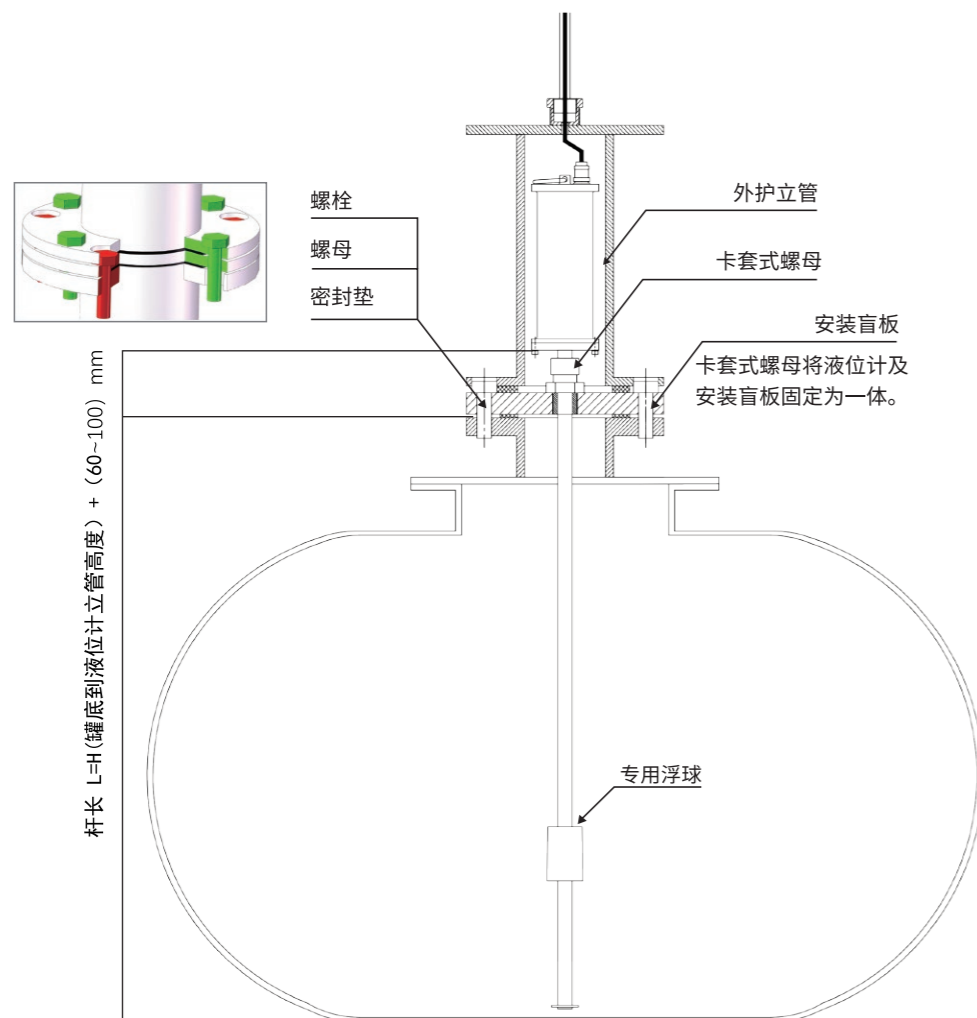 螺栓
螺母
密封垫
外护立管
卡套式螺母
安装盲板
卡套式螺母将液位计及
安装盲板固定为一体。
杆长 L=H(罐底到液位计立管高度) + (60~100) mm
专用浮球